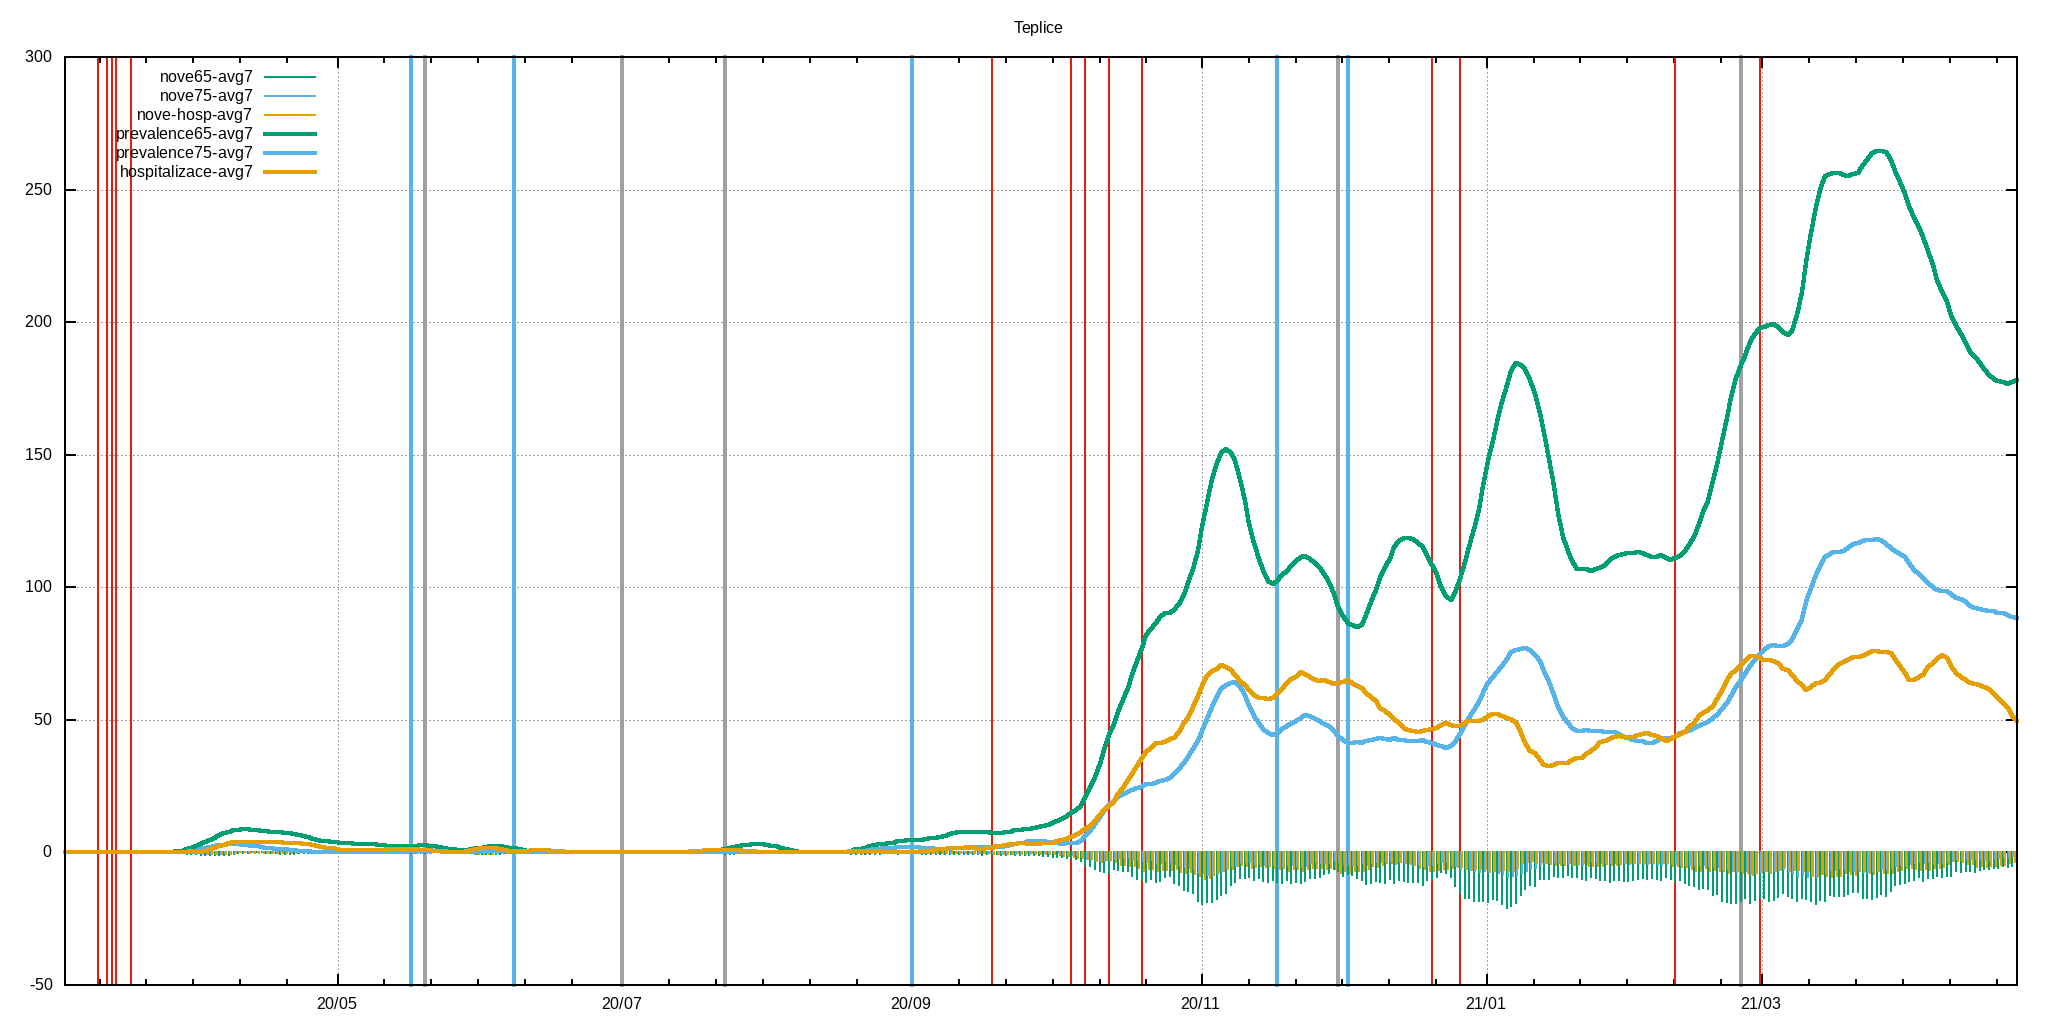 Teplice
300
nove65-avg7
nove75-avg7
nove-hosp-avg7
prevalence65-avg7
prevalence75-avg7
hospitalizace-avg7
250
200
150
100
50
0
-50
20/05 20/07 20/09 20/11 21/01 21/03